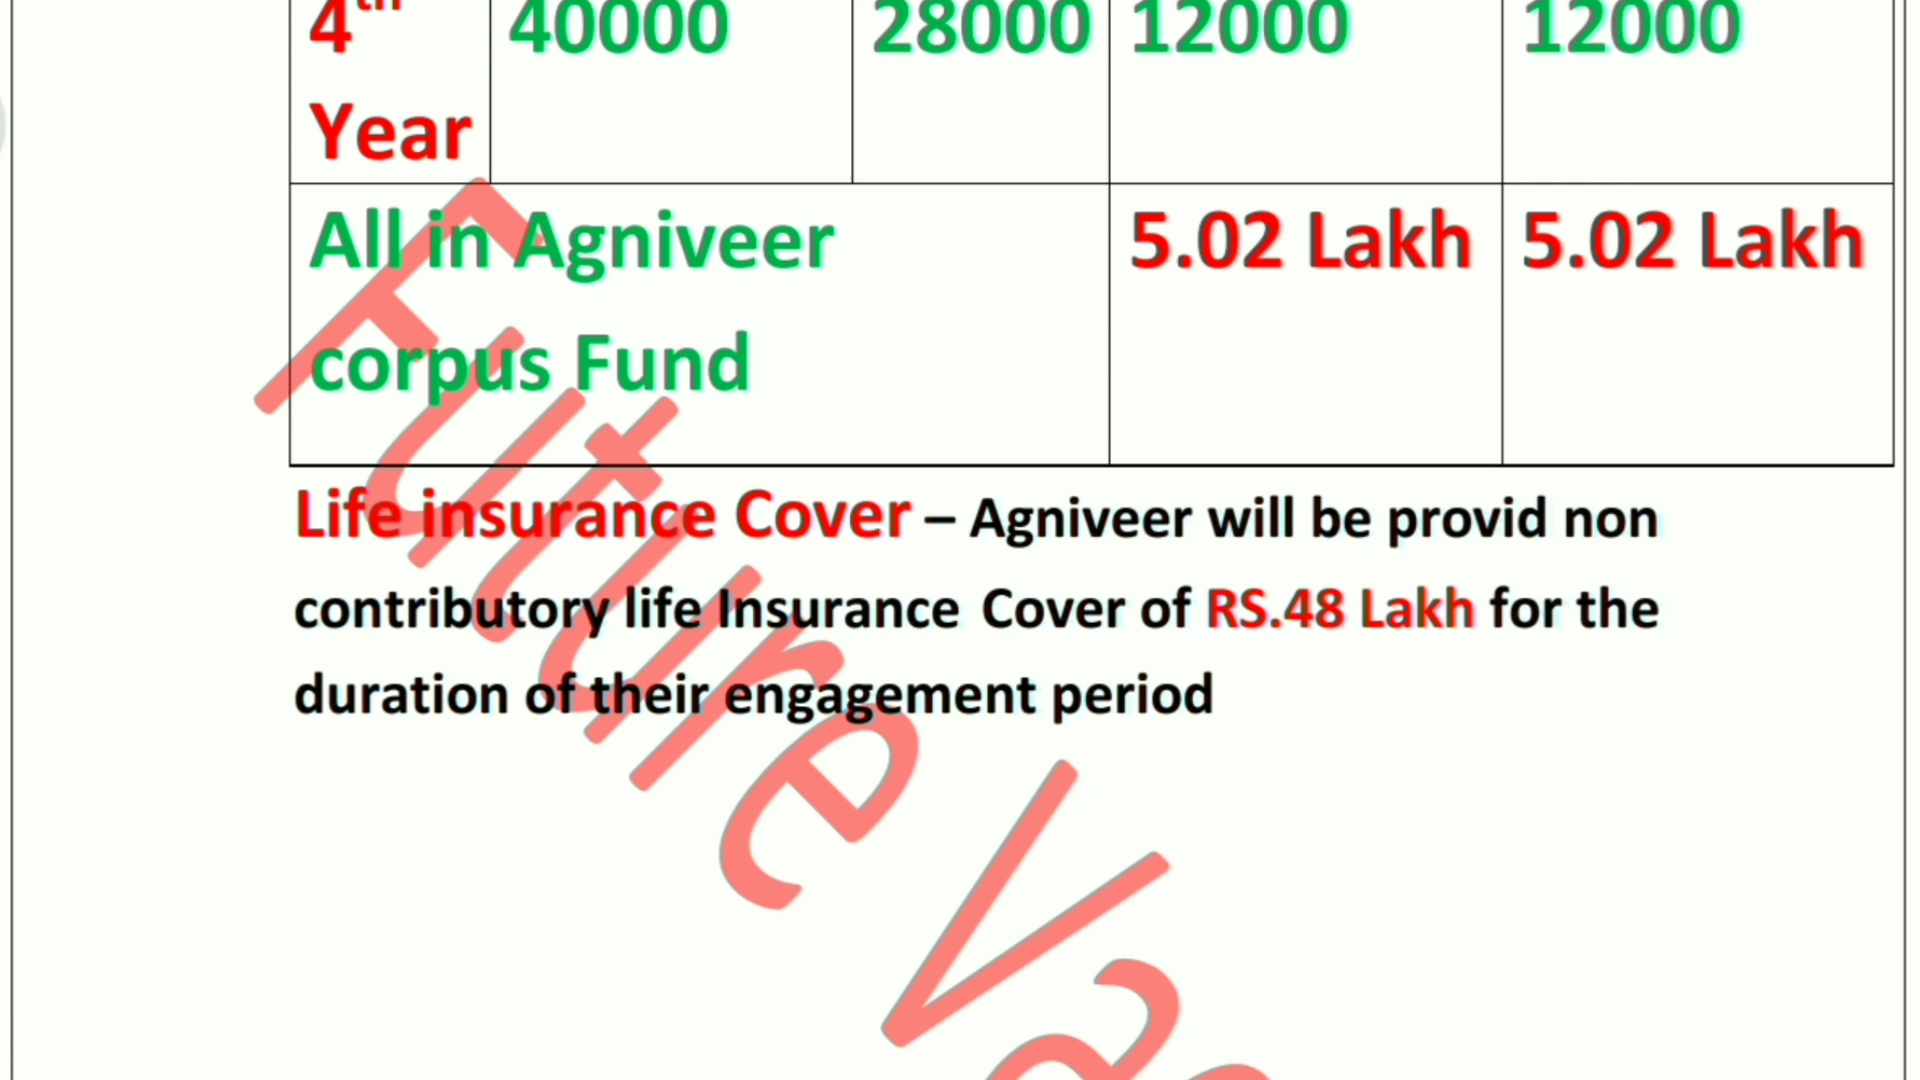 4th 40000 28000 12000 12000
Year
All in Agniveer 5.02 Lakh 5.02 Lakh
corpus Fund
Life insurance Cover – Agniveer will be provid non
contributory life Insurance Cover of RS.48 Lakh for the
duration of their engagement period
Future